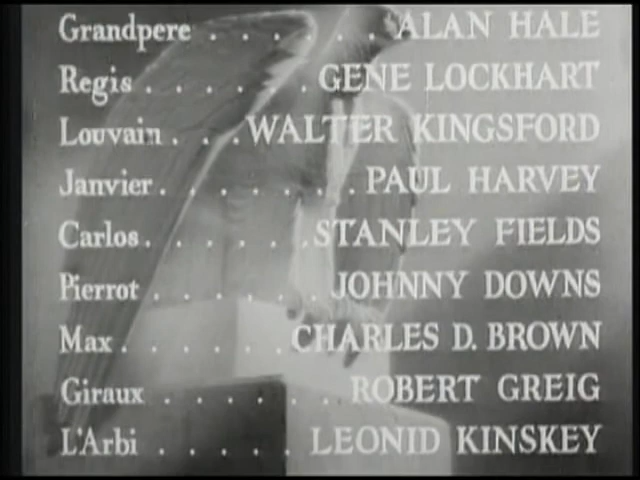 Grandpere . . . . . . ALAN HALE
Regis . . . . . . GENE LOCKHART
Louvain . . . WALTER KINGSFORD
Janvier . . . . . . . PAUL HARVEY
Carlos . . . . . . STANLEY FIELDS
Pierrot . . . . . . JOHNNY DOWNS
Max . . . . . . CHARLES D. BROWN
Giraux . . . . . . ROBERT GREIG
L'Arbi . . . . . LEONID KINSKEY